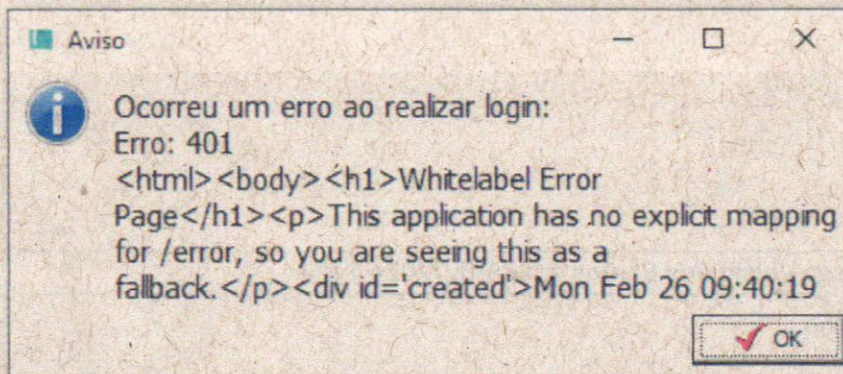 Aviso
Ocorreu um erro ao realizar login:
Erro: 401
<html><body><h1>Whitelabel Error
Page</h1><p>This application has no explicit mapping
for /error, so you are seeing this as a
fallback.</p><div id='created'>Mon Feb 26 09:40:19
OK